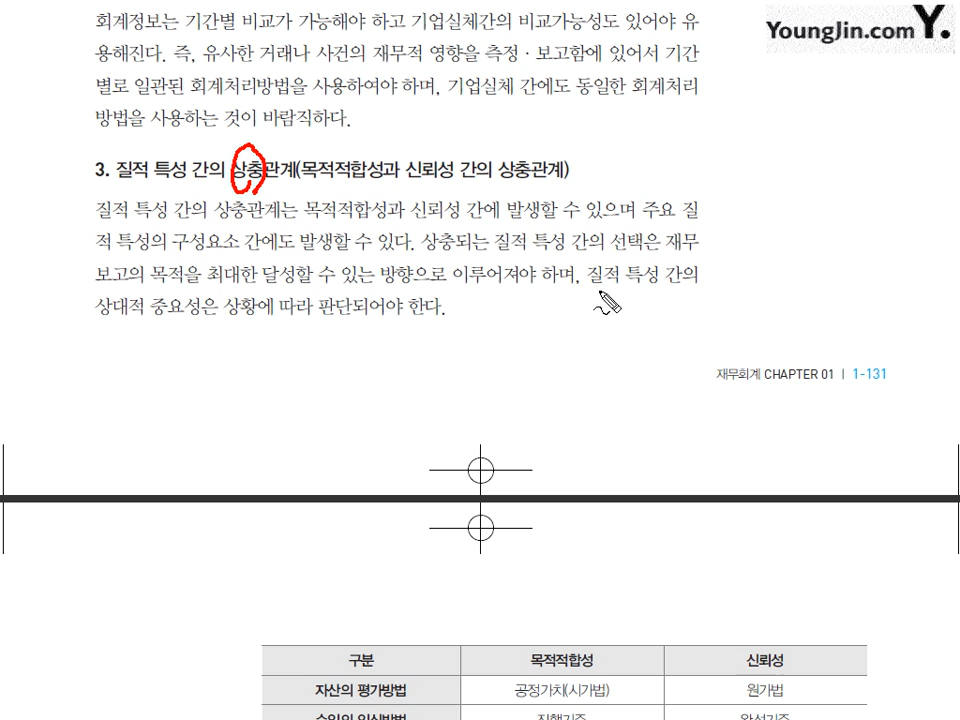 회계정보는 기간별 비교가 가능해야 하고 기업실체간의 비교가능성도 있어야 유
용해진다. 즉, 유사한 거래나 사건의 재무적 영향을 측정 · 보고함에 있어서 기간
별로 일관된 회계처리방법을 사용하여야 하며, 기업실체 간에도 동일한 회계처리
방법을 사용하는 것이 바람직하다.
YoungJin.com Y.
3. 질적 특성 간의 상충관계(목적적합성과 신뢰성 간의 상충관계)
질적 특성 간의 상충관계는 목적적합성과 신뢰성 간에 발생할 수 있으며 주요 질
적 특성의 구성요소 간에도 발생할 수 있다. 상충되는 질적 특성 간의 선택은 재무
보고의 목적을 최대한 달성할 수 있는 방향으로 이루어져야 하며, 질적 특성 간의
상대적 중요성은 상황에 따라 판단되어야 한다.
재무회계 CHAPTER 01 | 1-131
구분 목적적합성 신뢰성
자산의 평가방법 공정가치(시가법) 원가법
수익의 인식방법 진행기준 완성기준